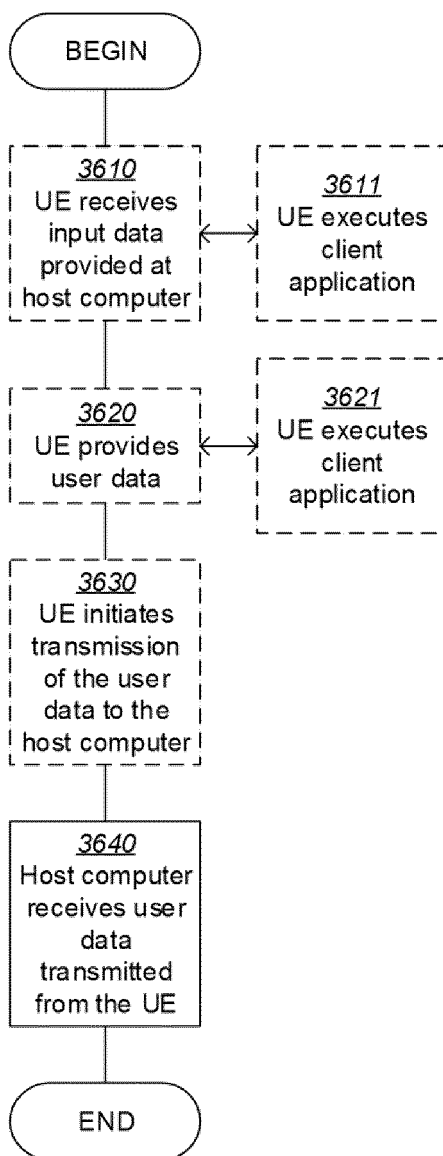 BEGIN
3610
UE receives
input data
provided at
host computer
3611
UE executes
client
application
3620
UE provides
user data
3621
UE executes
client
application
3630
UE initiates
transmission
of the user
data to the
host computer
3640
Host computer
receives user
data
transmitted
from the UE
END